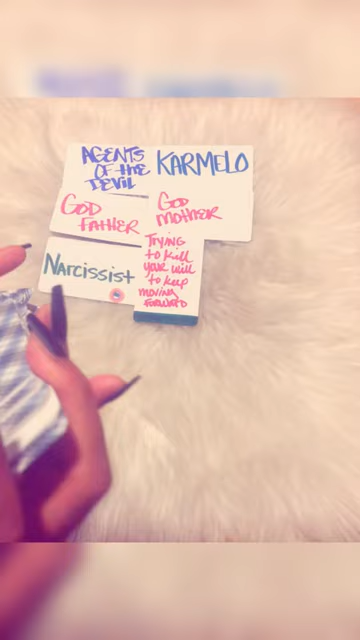 AGENTS
OF the
DEVIL
KARMELO
GOD
FATHER
GOD
MOTHER
Narcissist
TRYING
to kill
your will
to keep
moving
forward